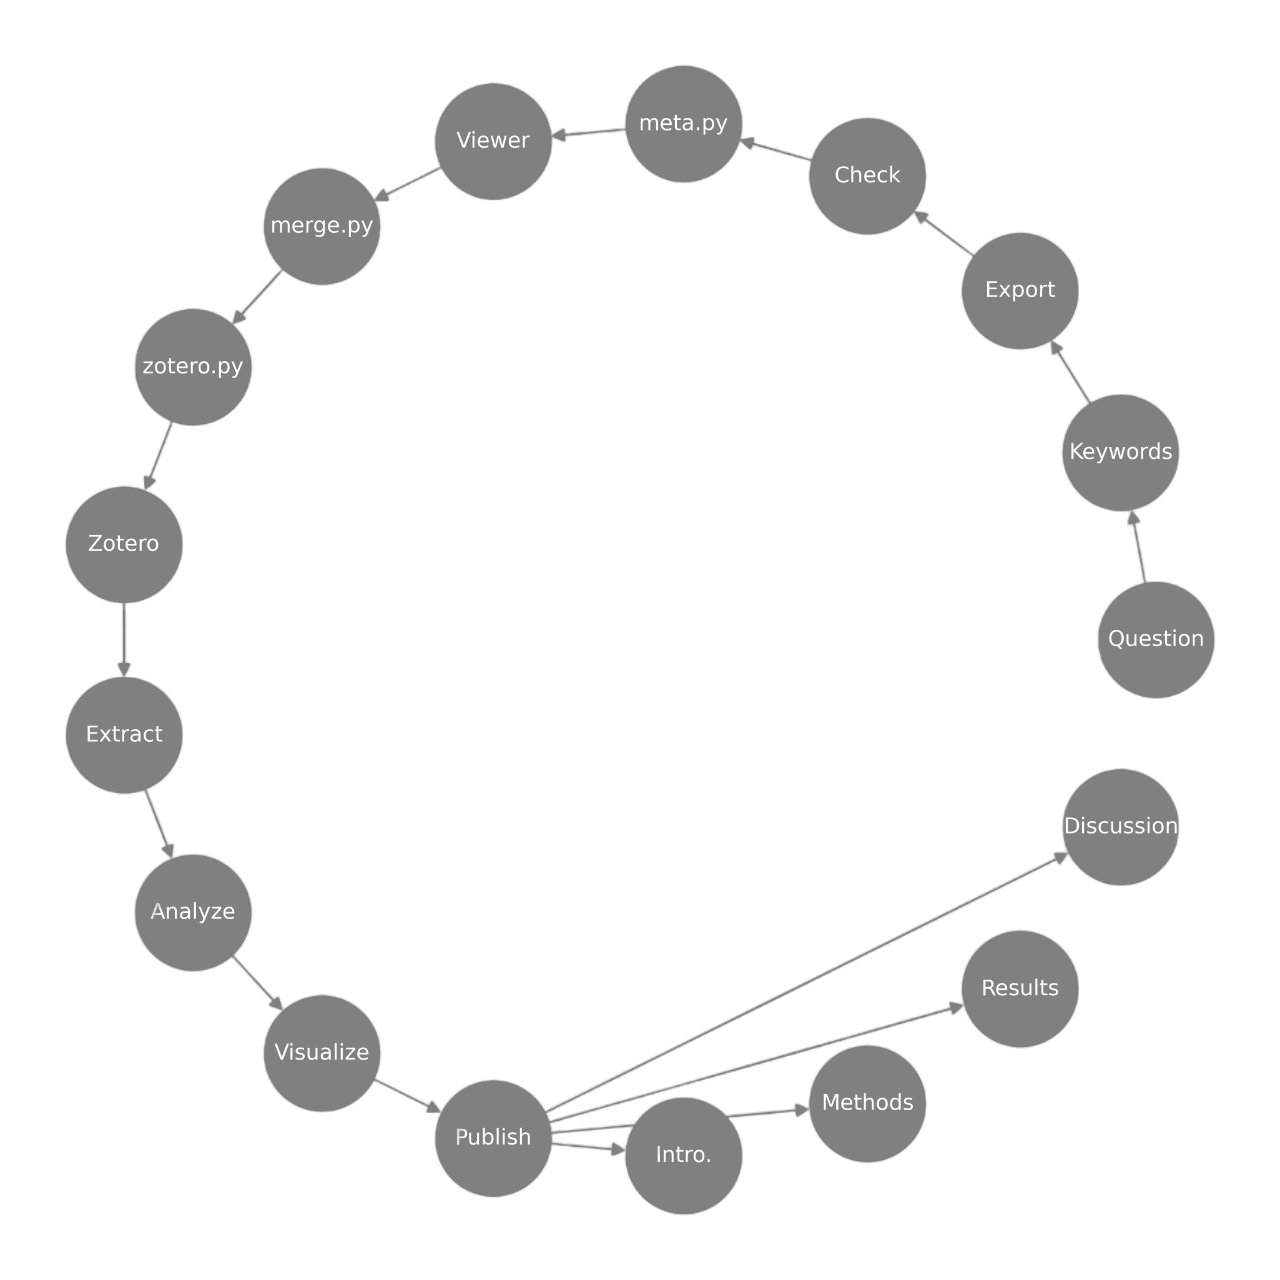 Question
Keywords
Export
Check
meta.py
Viewer
merge.py
zotero.py
Zotero
Extract
Analyze
Visualize
Publish
Intro.
Methods
Results
Discussion